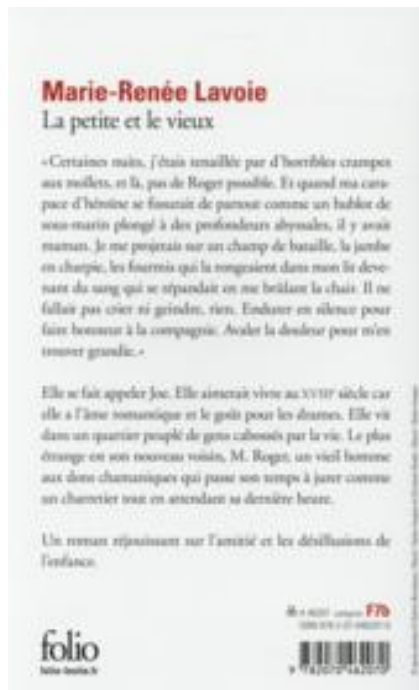 Marie-Renée Lavoie
La petite et le vieux
«Certaines nuits, j'étais tenaillée par d'horribles crampes
aux mollets, et là, pas de Roger possible. Et quand ma cara-
pace d'héroïne se fissurait de partout comme un hublot de
sous-marin plongé à des profondeurs abyssales, il y avait
maman. Je me projetais sur un champ de bataille, la jambe
en charpie, les fourmis qui la rongeaient dans mon lit deve-
nant du sang qui se répandait en me brûlant la chair. Il ne
fallait pas crier ni geindre, rien. Endurer en silence pour
faire honneur à la compagnie. Avaler la douleur pour m'en
trouver grandie.»
Elle se fait appeler Joe. Elle aimerait vivre au XVIIIe siècle car
elle a l'âme romantique et le goût pour les drames. Elle vit
dans un quartier peuplé de gens cabossés par la vie. Le plus
étrange en son nouveau voisin, M. Roger, un vieil homme
aux dons chamaniques qui passe son temps à jurer comme
un charretier tout en attendant sa dernière heure.
Un roman réjouissant sur l'amitié et les désillusions de
l'enfance.
F7b
folio
folio-lesite.fr
9 782070 462070